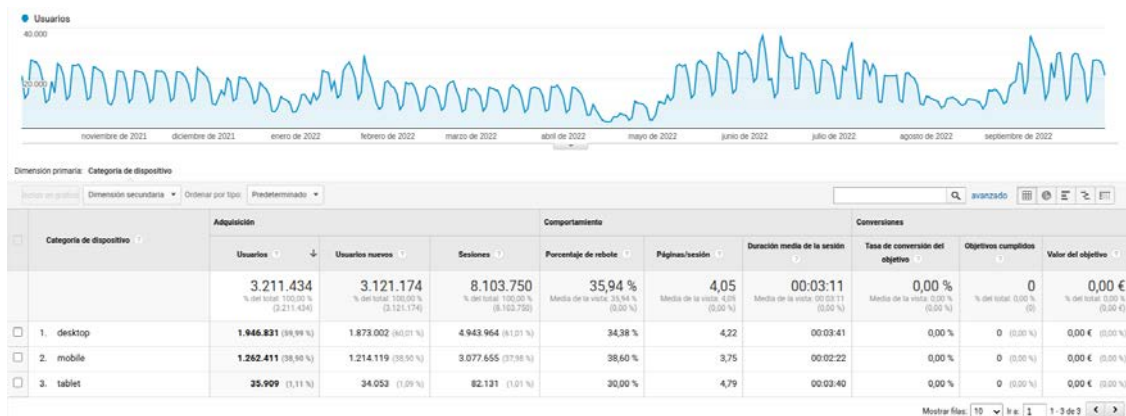 Usuarios
40.000
20.000
noviembre de 2021 diciembre de 2021 enero de 2022 febrero de 2022 marzo de 2022 abril de 2022 mayo de 2022 junio de 2022 julio de 2022 agosto de 2022 septiembre de 2022
Dimensión primaria: Categoría de dispositivo
Dimensión secundaria Ordenar por tipo: Predeterminado avanzado
Adquisición Comportamiento Conversiones
Categoría de dispositivo Usuarios Usuarios nuevos Sesiones Porcentaje de rebote Páginas/sesión Duración media de la sesión Tasa de conversión del objetivo Objetivos cumplidos Valor del objetivo
3.211.434 3.121.174 8.103.750 35,94 % 4,05 00:03:11 0,00 % 0 0,00 €
% del total: 100,00 % % del total: 100,00 % % del total: 100,00 % Media de la vista: 35,94 % Media de la vista: 4,05 Media de la vista: 00:03:11 Media de la vista: 0,00 % % del total: 0,00 % % del total: 0,00 %
(3.211.434) (3.121.174) (8.103.750) (0,00 %) (0,00 %) (0,00 %) (0,00 %) (0) (0,00 €)
1. desktop 1.946.831 (59,99 %) 1.873.002 (60,01 %) 4.943.964 (61,01 %) 34,38 % 4,22 00:03:41 0,00 % 0 (0,00 %) 0,00 € (0,00 %)
2. mobile 1.262.411 (38,90 %) 1.214.119 (38,90 %) 3.077.655 (37,98 %) 38,60 % 3,75 00:02:22 0,00 % 0 (0,00 %) 0,00 € (0,00 %)
3. tablet 35.909 (1,11 %) 34.053 (1,09 %) 82.131 (1,01 %) 30,00 % 4,79 00:03:40 0,00 % 0 (0,00 %) 0,00 € (0,00 %)
Mostrar filas: 10 Ir a: 1 1 - 3 de 3